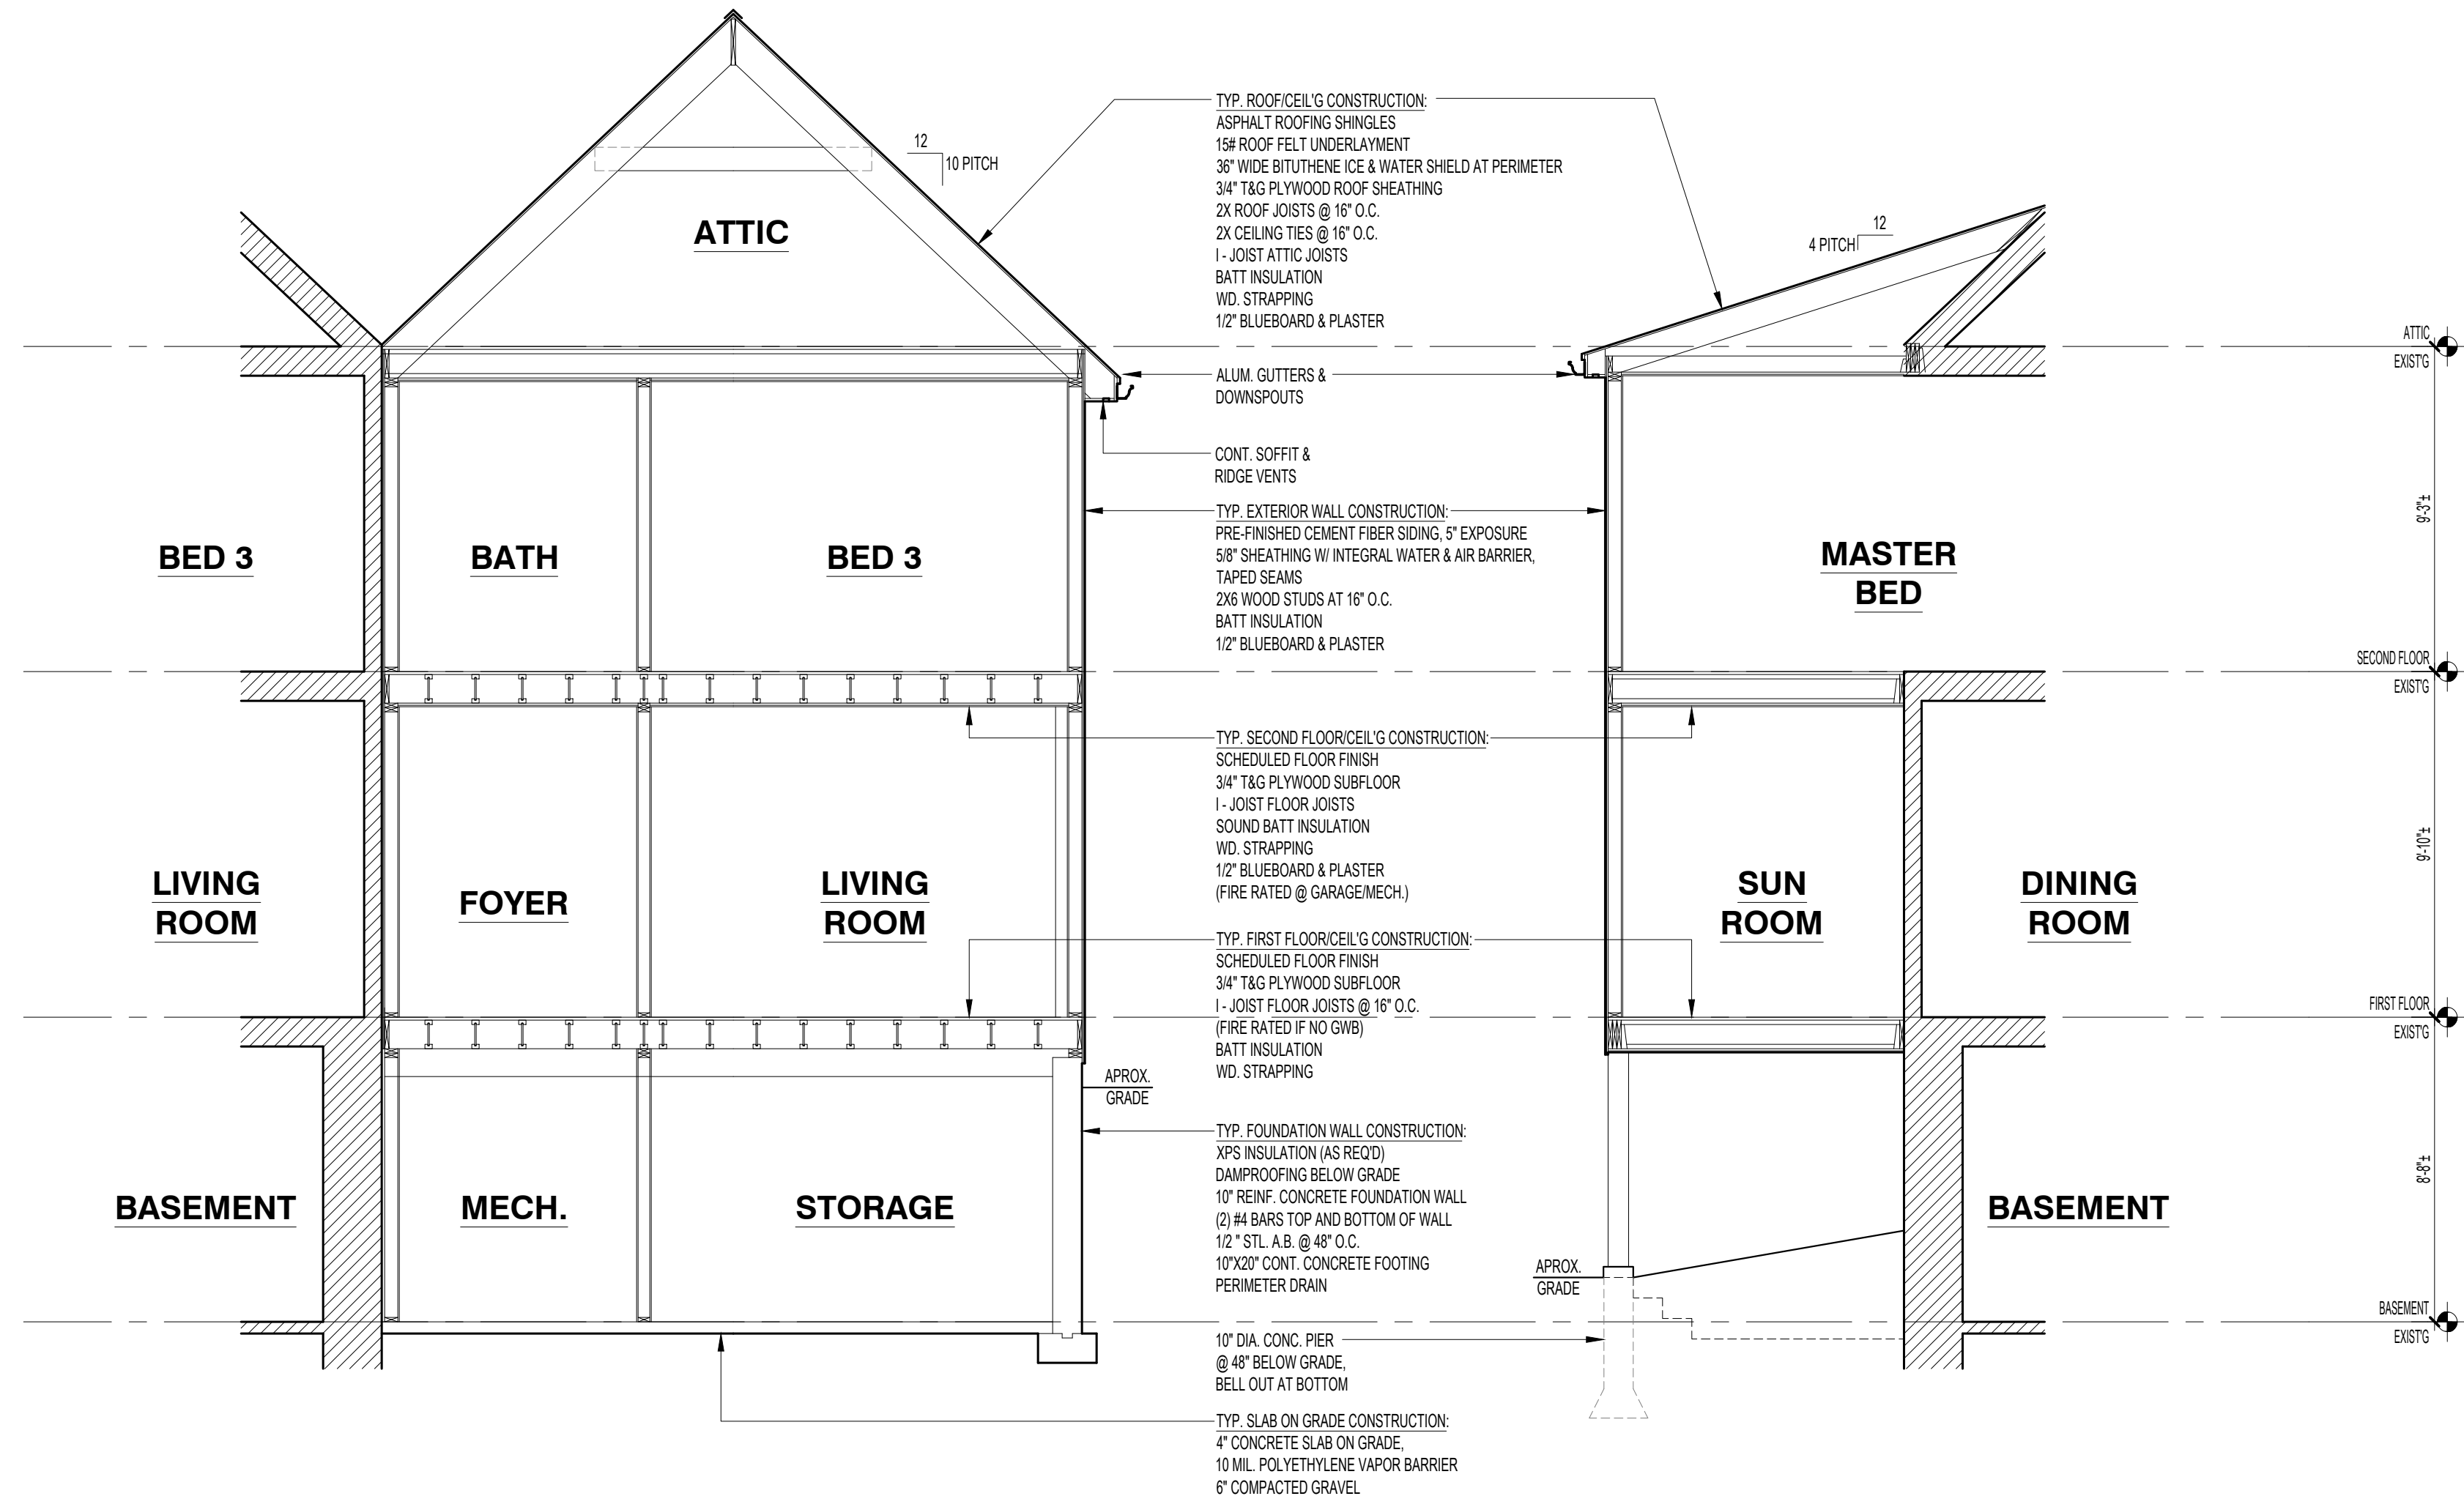 12
10 PITCH
ATTIC
TYP. ROOF/CEIL'G CONSTRUCTION:
ASPHALT ROOFING SHINGLES
15# ROOF FELT UNDERLAYMENT
36" WIDE BITUTHENE ICE & WATER SHIELD AT PERIMETER
3/4" T&G PLYWOOD ROOF SHEATHING
2X ROOF JOISTS @ 16" O.C.
2X CEILING TIES @ 16" O.C.
I - JOIST ATTIC JOISTS
BATT INSULATION
WD. STRAPPING
1/2" BLUEBOARD & PLASTER
12
4 PITCH
ALUM. GUTTERS &
DOWNSPOUTS
CONT. SOFFIT &
RIDGE VENTS
TYP. EXTERIOR WALL CONSTRUCTION:
PRE-FINISHED CEMENT FIBER SIDING, 5" EXPOSURE
5/8" SHEATHING W/ INTEGRAL WATER & AIR BARRIER,
TAPED SEAMS
2X6 WOOD STUDS AT 16" O.C.
BATT INSULATION
1/2" BLUEBOARD & PLASTER
BED 3
BATH
BED 3
MASTER
BED
TYP. SECOND FLOOR/CEIL'G CONSTRUCTION:
SCHEDULED FLOOR FINISH
3/4" T&G PLYWOOD SUBFLOOR
I - JOIST FLOOR JOISTS
SOUND BATT INSULATION
WD. STRAPPING
1/2" BLUEBOARD & PLASTER
(FIRE RATED @ GARAGE/MECH.)
LIVING
ROOM
FOYER
LIVING
ROOM
SUN
ROOM
DINING
ROOM
TYP. FIRST FLOOR/CEIL'G CONSTRUCTION:
SCHEDULED FLOOR FINISH
3/4" T&G PLYWOOD SUBFLOOR
I - JOIST FLOOR JOISTS @ 16" O.C.
(FIRE RATED IF NO GWB)
BATT INSULATION
WD. STRAPPING
APROX.
GRADE
TYP. FOUNDATION WALL CONSTRUCTION:
XPS INSULATION (AS REQ'D)
DAMPROOFING BELOW GRADE
10" REINF. CONCRETE FOUNDATION WALL
(2) #4 BARS TOP AND BOTTOM OF WALL
1/2 " STL. A.B. @ 48" O.C.
10"X20" CONT. CONCRETE FOOTING
PERIMETER DRAIN
BASEMENT
MECH.
STORAGE
BASEMENT
APROX.
GRADE
10" DIA. CONC. PIER
@ 48" BELOW GRADE,
BELL OUT AT BOTTOM
TYP. SLAB ON GRADE CONSTRUCTION:
4" CONCRETE SLAB ON GRADE,
10 MIL. POLYETHYLENE VAPOR BARRIER
6" COMPACTED GRAVEL
ATTIC
EXIST'G
9'-3"±
SECOND FLOOR
EXIST'G
9'-10"±
FIRST FLOOR
EXIST'G
8'-8"±
BASEMENT
EXIST'G